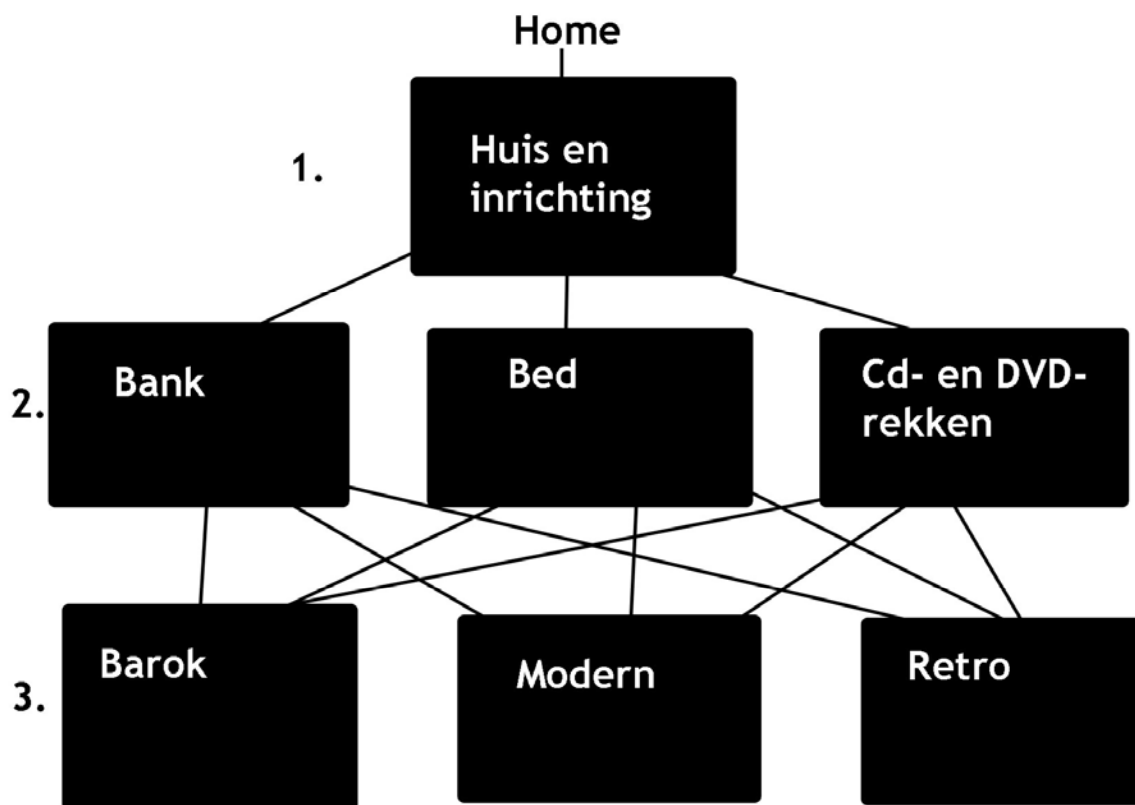 Home
1.
Huis en
inrichting
2.
Bank
Bed
Cd- en DVD-
rekken
3.
Barok
Modern
Retro